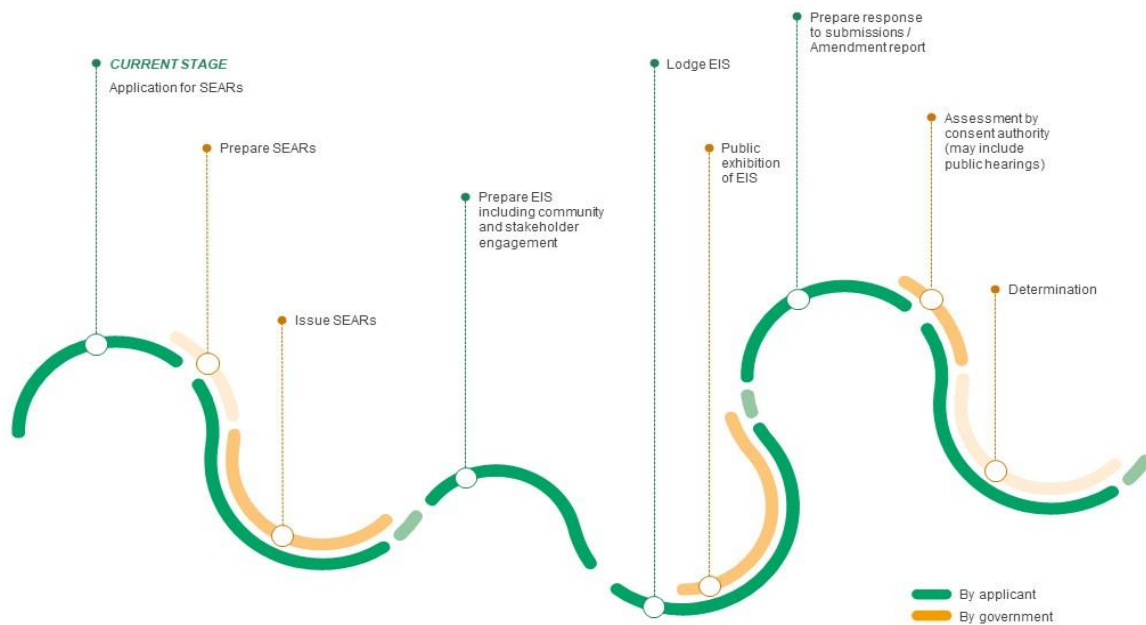 CURRENT STAGE
Application for SEARs
Prepare SEARs
Issue SEARs
Prepare EIS
including community
and stakeholder
engagement
Lodge EIS
Public
exhibition
of EIS
Prepare response
to submissions /
Amendment report
Assessment by
consent authority
(may include
public hearings)
Determination
By applicant
By government